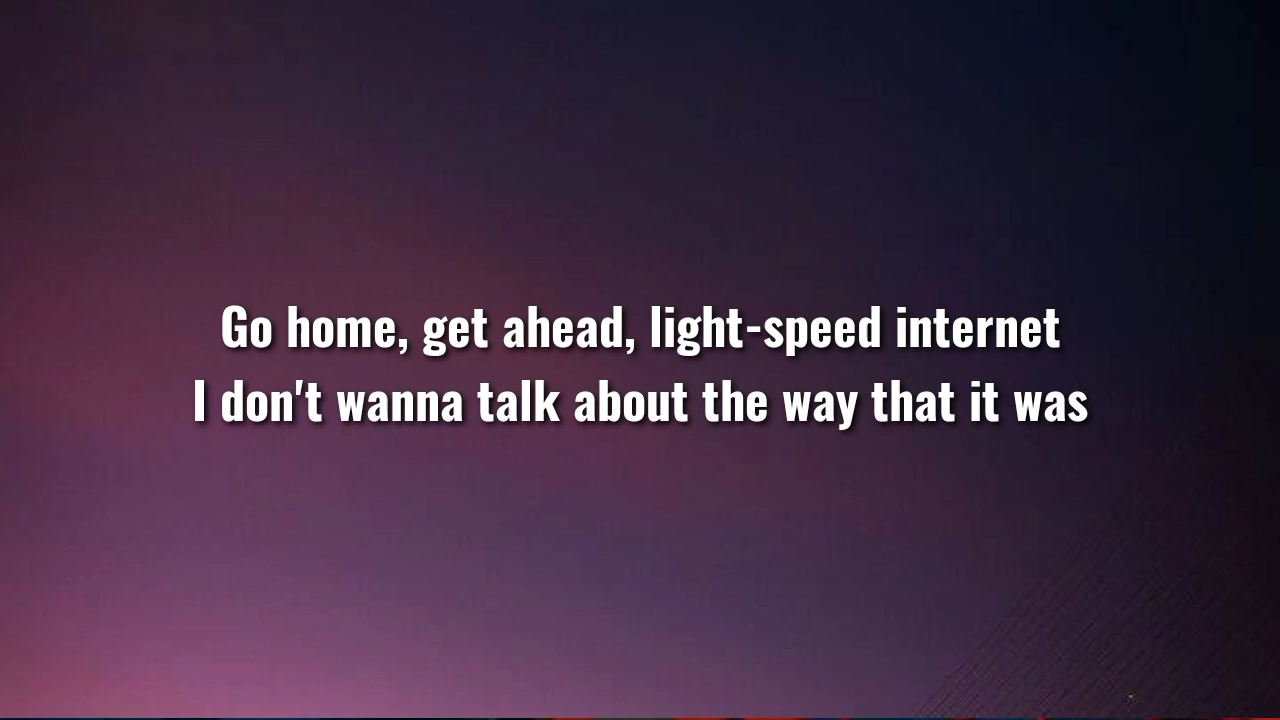 Go home, get ahead, light-speed internet
I don't wanna talk about the way that it was